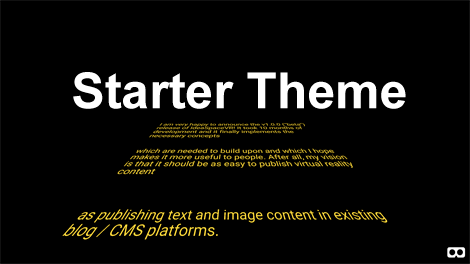 Starter Theme
I am very happy to announce the v1.0.0 ("beta")
release of IdeaSpaceVR! It took 10 months of
development and it finally implements the
necessary concepts
which are needed to build upon and which I hope
makes it more useful to people. After all, my vision
is that it should be as easy to publish virtual reality
content
as publishing text and image content in existing
blog / CMS platforms.